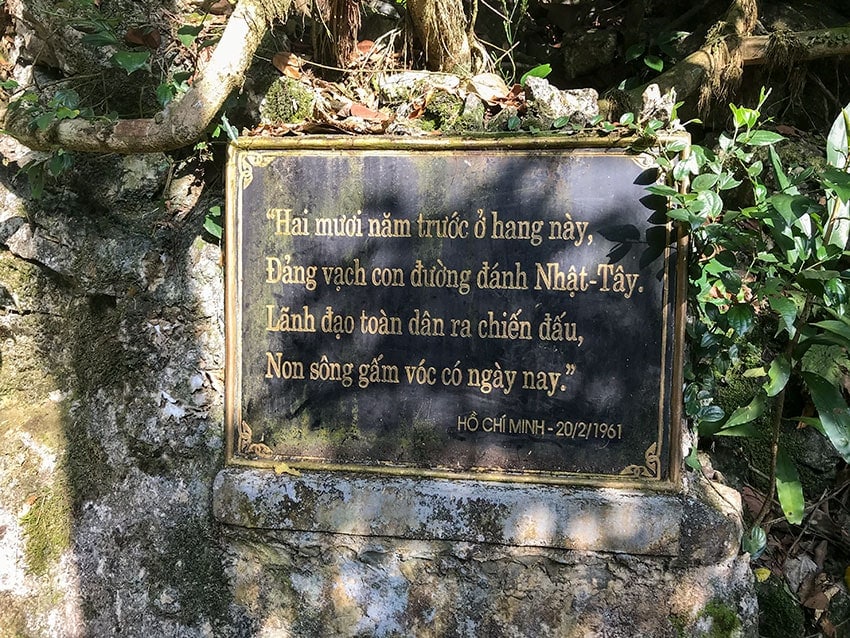 “Hai mươi năm trước ở hang này,
Đảng vạch con đường đánh Nhật-Tây.
Lãnh đạo toàn dân ra chiến đấu,
Non sông gấm vóc có ngày nay.”
HỒ CHÍ MINH - 20/2/1961